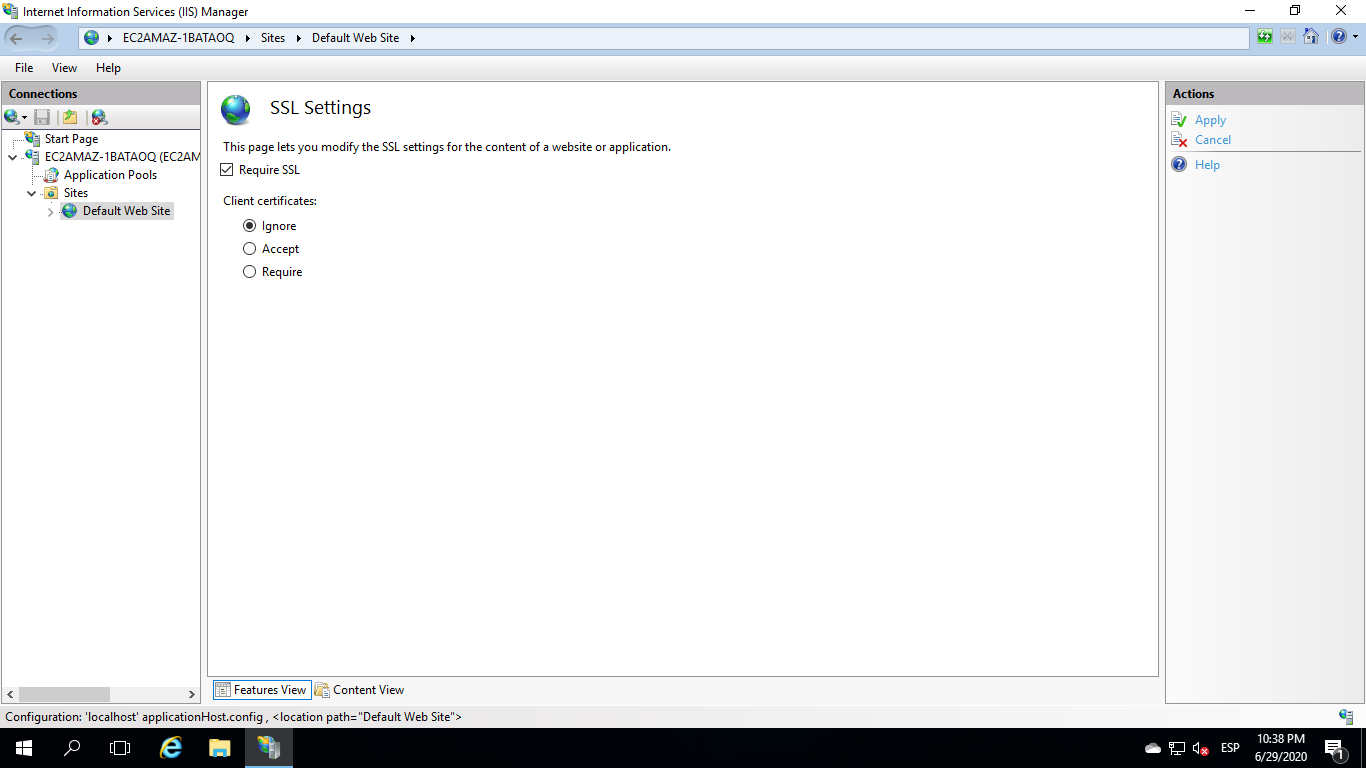 Internet Information Services (IIS) Manager
EC2AMAZ-1BATAOQ Sites Default Web Site
File View Help
Connections
Start Page
EC2AMAZ-1BATAOQ (EC2AM
Application Pools
Sites
Default Web Site
SSL Settings
This page lets you modify the SSL settings for the content of a website or application.
Require SSL
Client certificates:
Ignore
Accept
Require
Features View Content View
Actions
Apply
Cancel
Help
Configuration: 'localhost' applicationHost.config , <location path="Default Web Site">
ESP
10:38 PM
6/29/2020
1